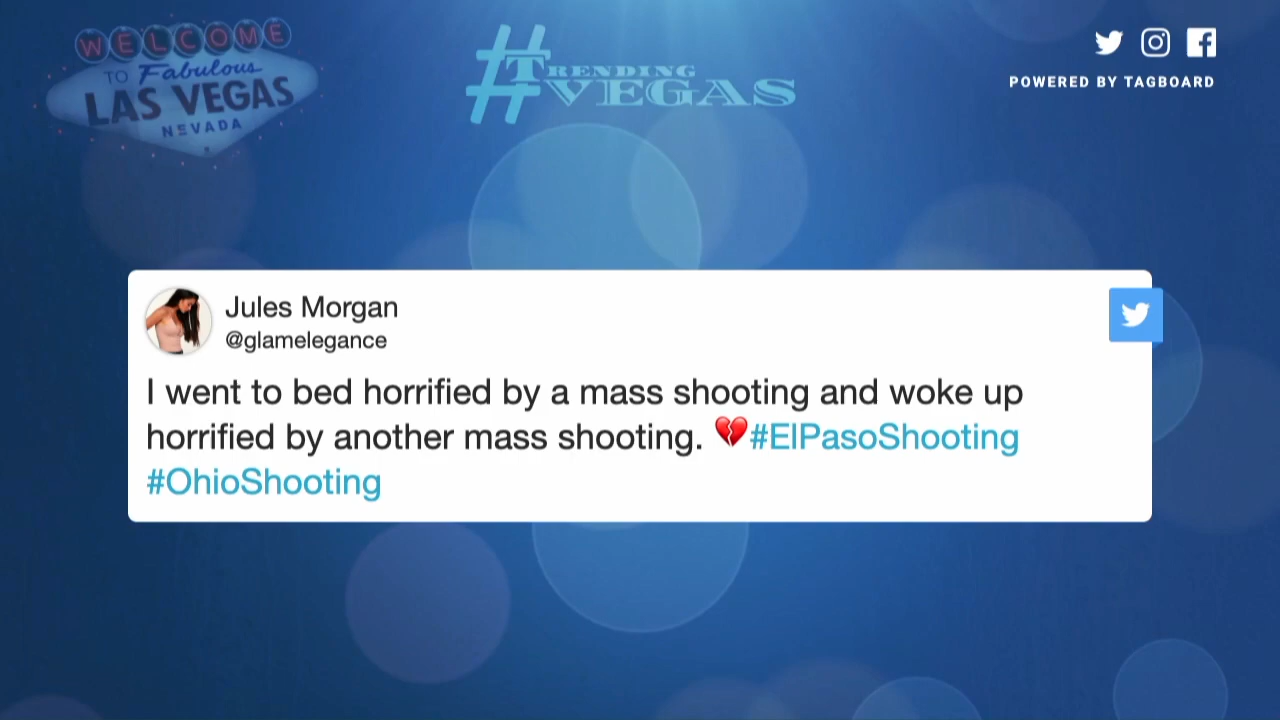 WELCOME
TO Fabulous
LAS VEGAS
NEVADA
#TRENDING
VEGAS
POWERED BY TAGBOARD
Jules Morgan
@glamelegance
I went to bed horrified by a mass shooting and woke up
horrified by another mass shooting. 💔#ElPasoShooting
#OhioShooting